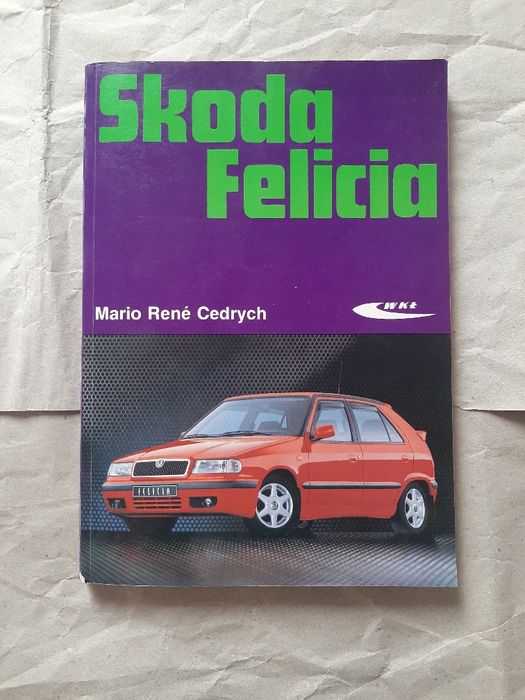 Skoda
Felicia
Mario René Cedrych
WKŁ
FELICIA